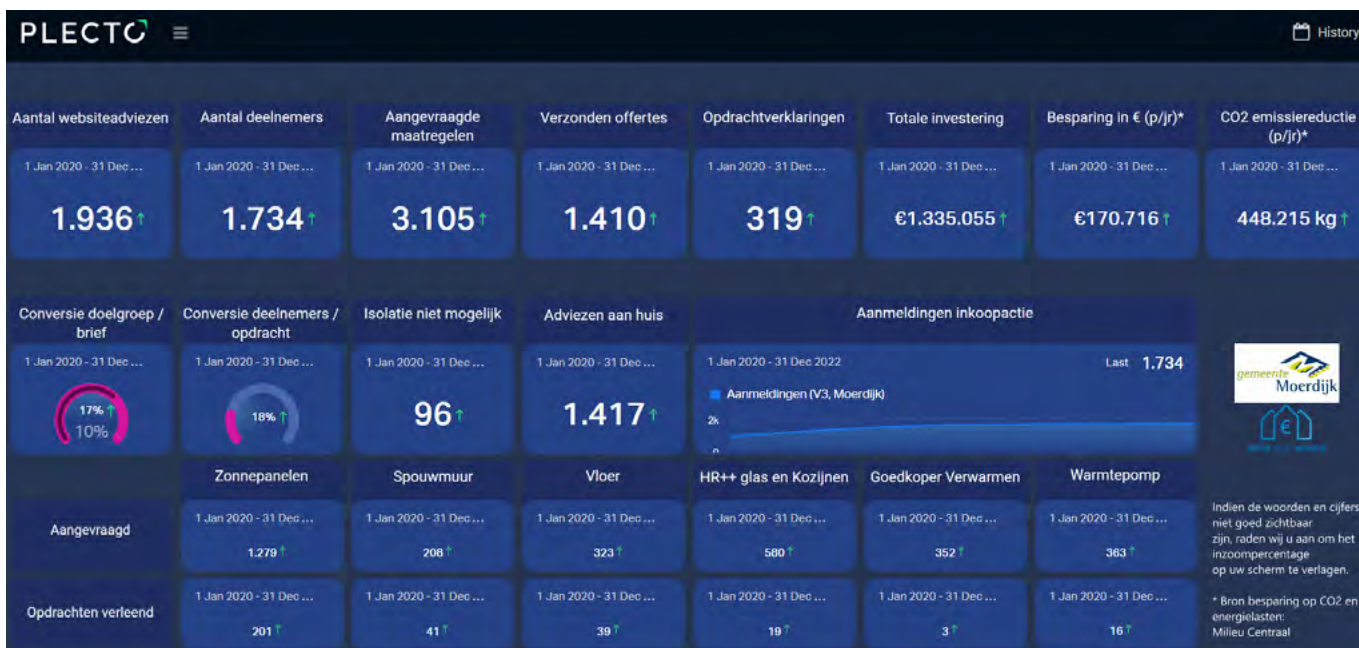 PLECTO
History
Aantal websiteadviezen
Aantal deelnemers
Aangevraagde
maatregelen
Verzonden offertes
Opdrachtverklaringen
Totale investering
Besparing in € (p/jr)*
CO2 emissiereductie
(p/jr)*
1 Jan 2020 - 31 Dec ...
1 Jan 2020 - 31 Dec ...
1 Jan 2020 - 31 Dec ...
1 Jan 2020 - 31 Dec ...
1 Jan 2020 - 31 Dec ...
1 Jan 2020 - 31 Dec ...
1 Jan 2020 - 31 Dec ...
1 Jan 2020 - 31 Dec ...
1.936↑
1.734↑
3.105↑
1.410↑
319↑
€1.335.055↑
€170.716↑
448.215 kg↑
Conversie doelgroep /
brief
Conversie deelnemers /
opdracht
Isolatie niet mogelijk
Adviezen aan huis
Aanmeldingen inkoopactie
1 Jan 2020 - 31 Dec ...
1 Jan 2020 - 31 Dec ...
1 Jan 2020 - 31 Dec ...
1 Jan 2020 - 31 Dec ...
1 Jan 2020 - 31 Dec 2022
Last 1.734
17%↑
10%
18%↑
96↑
1.417↑
Aanmeldingen (V3, Moerdijk)
2k
0
gemeente
Moerdijk
€
Zonnepanelen
Spouwmuur
Vloer
HR++ glas en Kozijnen
Goedkoper Verwarmen
Warmtepomp
Aangevraagd
1 Jan 2020 - 31 Dec ...
1 Jan 2020 - 31 Dec ...
1 Jan 2020 - 31 Dec ...
1 Jan 2020 - 31 Dec ...
1 Jan 2020 - 31 Dec ...
1 Jan 2020 - 31 Dec ...
1.279↑
208↑
323↑
580↑
352↑
363↑
Opdrachten verleend
1 Jan 2020 - 31 Dec ...
1 Jan 2020 - 31 Dec ...
1 Jan 2020 - 31 Dec ...
1 Jan 2020 - 31 Dec ...
1 Jan 2020 - 31 Dec ...
1 Jan 2020 - 31 Dec ...
201↑
41↑
39↑
19↑
3↑
16↑
Indien de woorden en cijfers
niet goed zichtbaar
zijn, raden wij u aan om het
inzoompercentage
op uw scherm te verlagen.
* Bron besparing op CO2 en
energielasten:
Milieu Centraal